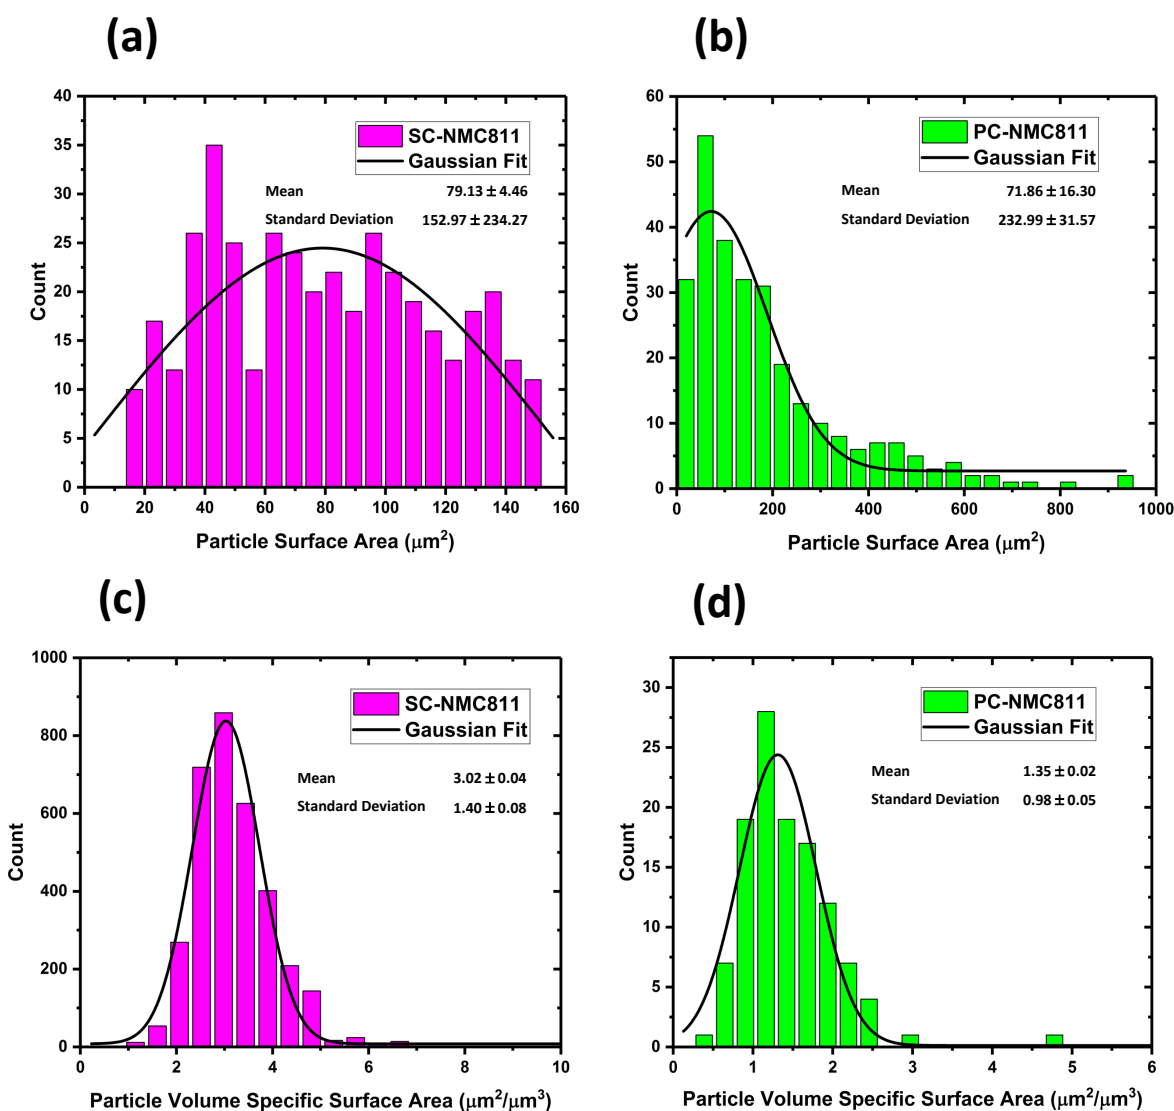 (a)
40
35
30
25
20
15
10
5
0
Count
SC-NMC811
Gaussian Fit
Mean 79.13 ± 4.46
Standard Deviation 152.97 ± 234.27
0 20 40 60 80 100 120 140 160
Particle Surface Area (μm²)
(b)
60
50
40
30
20
10
0
Count
PC-NMC811
Gaussian Fit
Mean 71.86 ± 16.30
Standard Deviation 232.99 ± 31.57
0 200 400 600 800 1000
Particle Surface Area (μm²)
(c)
1000
800
600
400
200
0
Count
SC-NMC811
Gaussian Fit
Mean 3.02 ± 0.04
Standard Deviation 1.40 ± 0.08
0 2 4 6 8 10
Particle Volume Specific Surface Area (μm²/μm³)
(d)
30
25
20
15
10
5
0
Count
PC-NMC811
Gaussian Fit
Mean 1.35 ± 0.02
Standard Deviation 0.98 ± 0.05
0 1 2 3 4 5 6
Particle Volume Specific Surface Area (μm²/μm³)